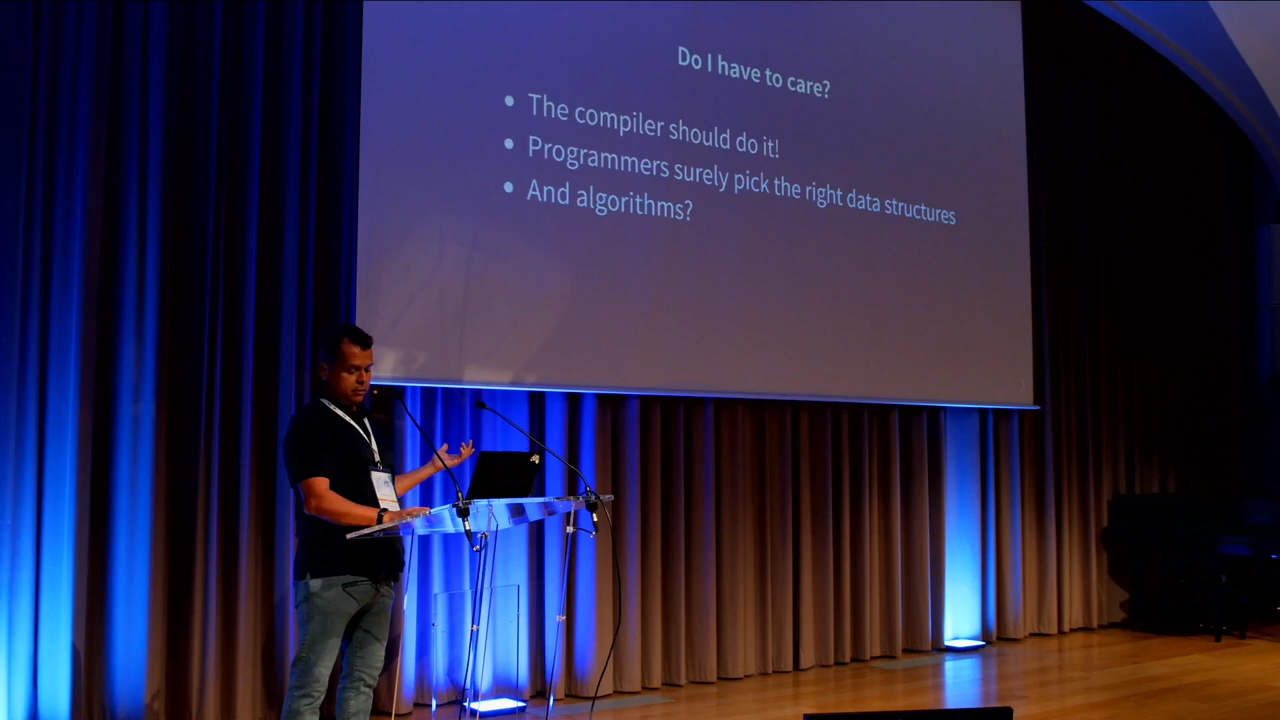 Do I have to care?
The compiler should do it!
Programmers surely pick the right data structures
And algorithms?